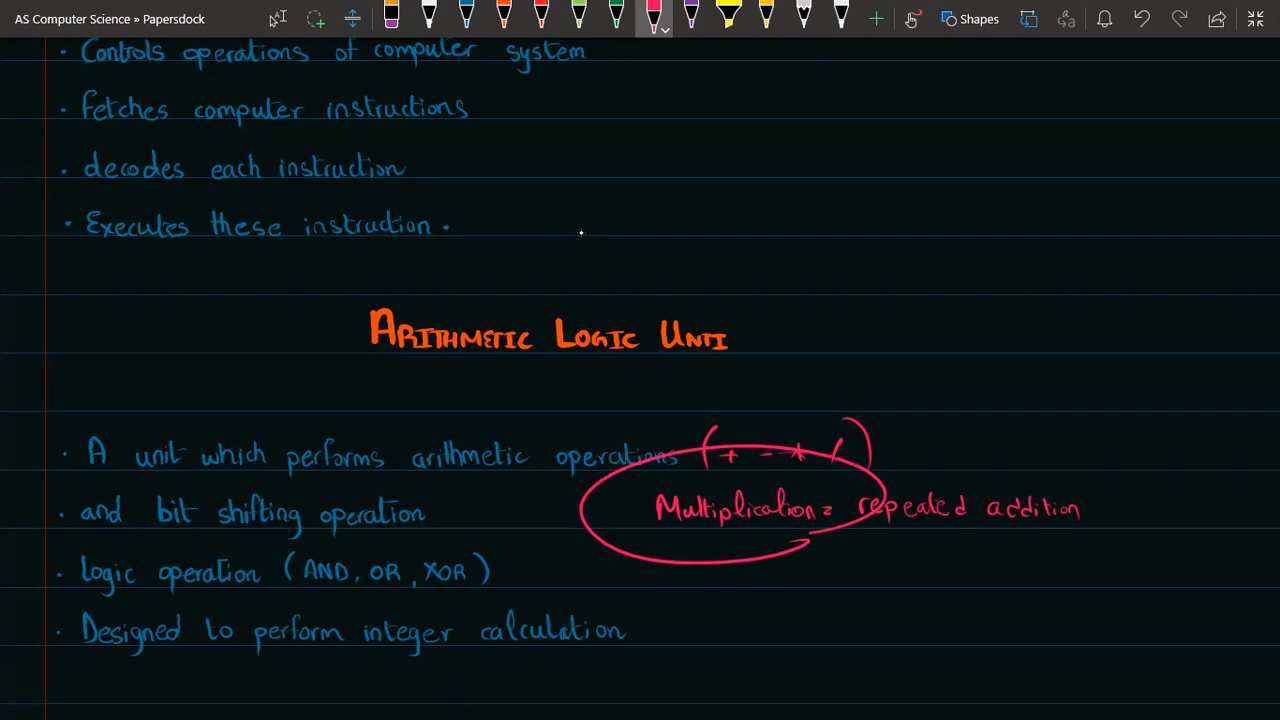 AS Computer Science » Papersdock
Shapes
· Controls operations of computer system
· Fetches computer instructions
· decodes each instruction
· Executes these instruction .
ARITHMETIC LOGIC UNTI
· A unit which performs arithmetic operations ( + - * / )
· and bit shifting operation
Multiplication = repeated addition
· logic operation (AND, OR, XOR)
· Designed to perform integer calculation